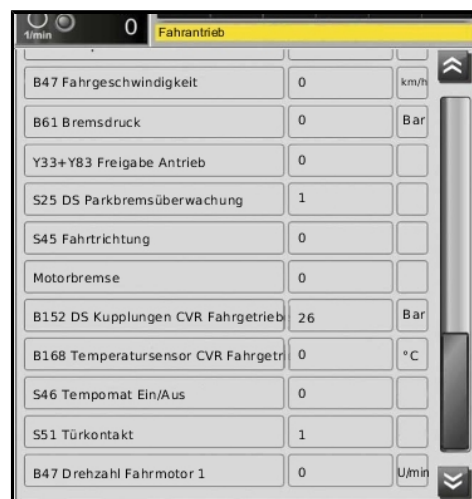 1/min
0
Fahrantrieb
B47 Fahrgeschwindigkeit 0 km/h
B61 Bremsdruck 0 Bar
Y33+Y83 Freigabe Antrieb 0
S25 DS Parkbremsüberwachung 1
S45 Fahrtrichtung 0
Motorbremse 0
B152 DS Kupplungen CVR Fahrgetrieb 26 Bar
B168 Temperatursensor CVR Fahrgetr 0 °C
S46 Tempomat Ein/Aus 0
S51 Türkontakt 1
B47 Drehzahl Fahrmotor 1 0 U/min